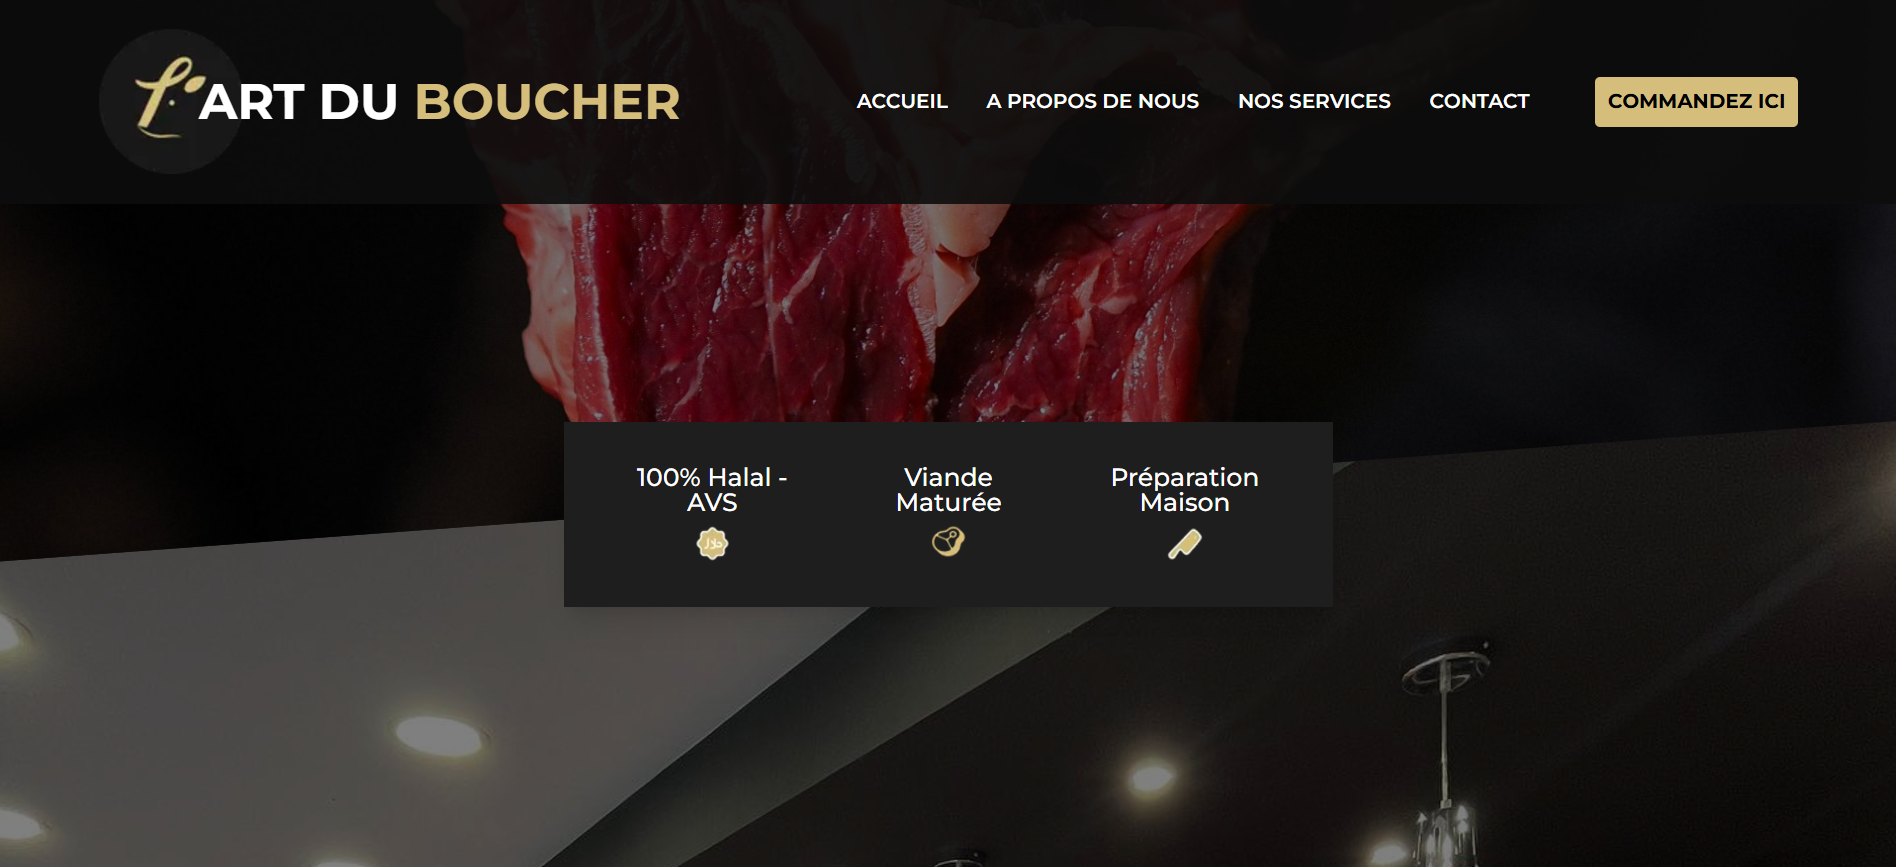 L'ART DU BOUCHER
ACCUEIL
A PROPOS DE NOUS
NOS SERVICES
CONTACT
COMMANDEZ ICI
100% Halal -
AVS
حلال
Viande
Maturée
Préparation
Maison